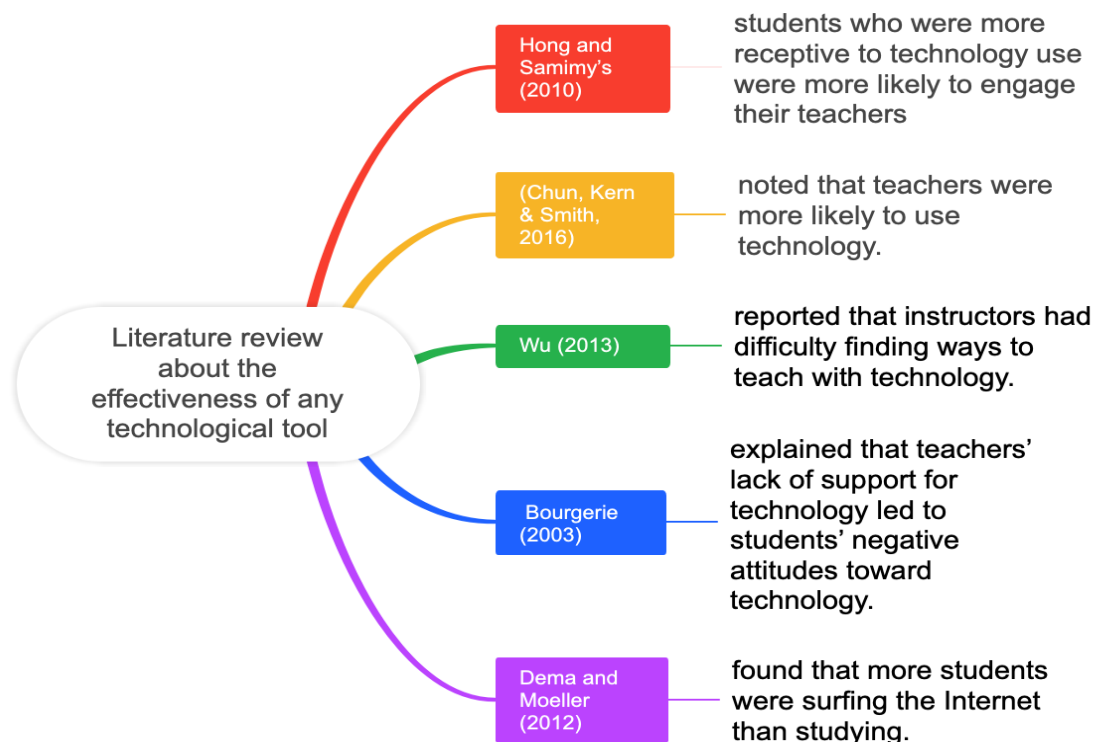 Literature review
about the
effectiveness of any
technological tool
Hong and
Samimy's
(2010)
students who were more
receptive to technology use
were more likely to engage
their teachers
(Chun, Kern
& Smith,
2016)
noted that teachers were
more likely to use
technology.
Wu (2013)
reported that instructors had
difficulty finding ways to
teach with technology.
Bourgerie
(2003)
explained that teachers'
lack of support for
technology led to
students' negative
attitudes toward
technology.
Dema and
Moeller
(2012)
found that more students
were surfing the Internet
than studying.